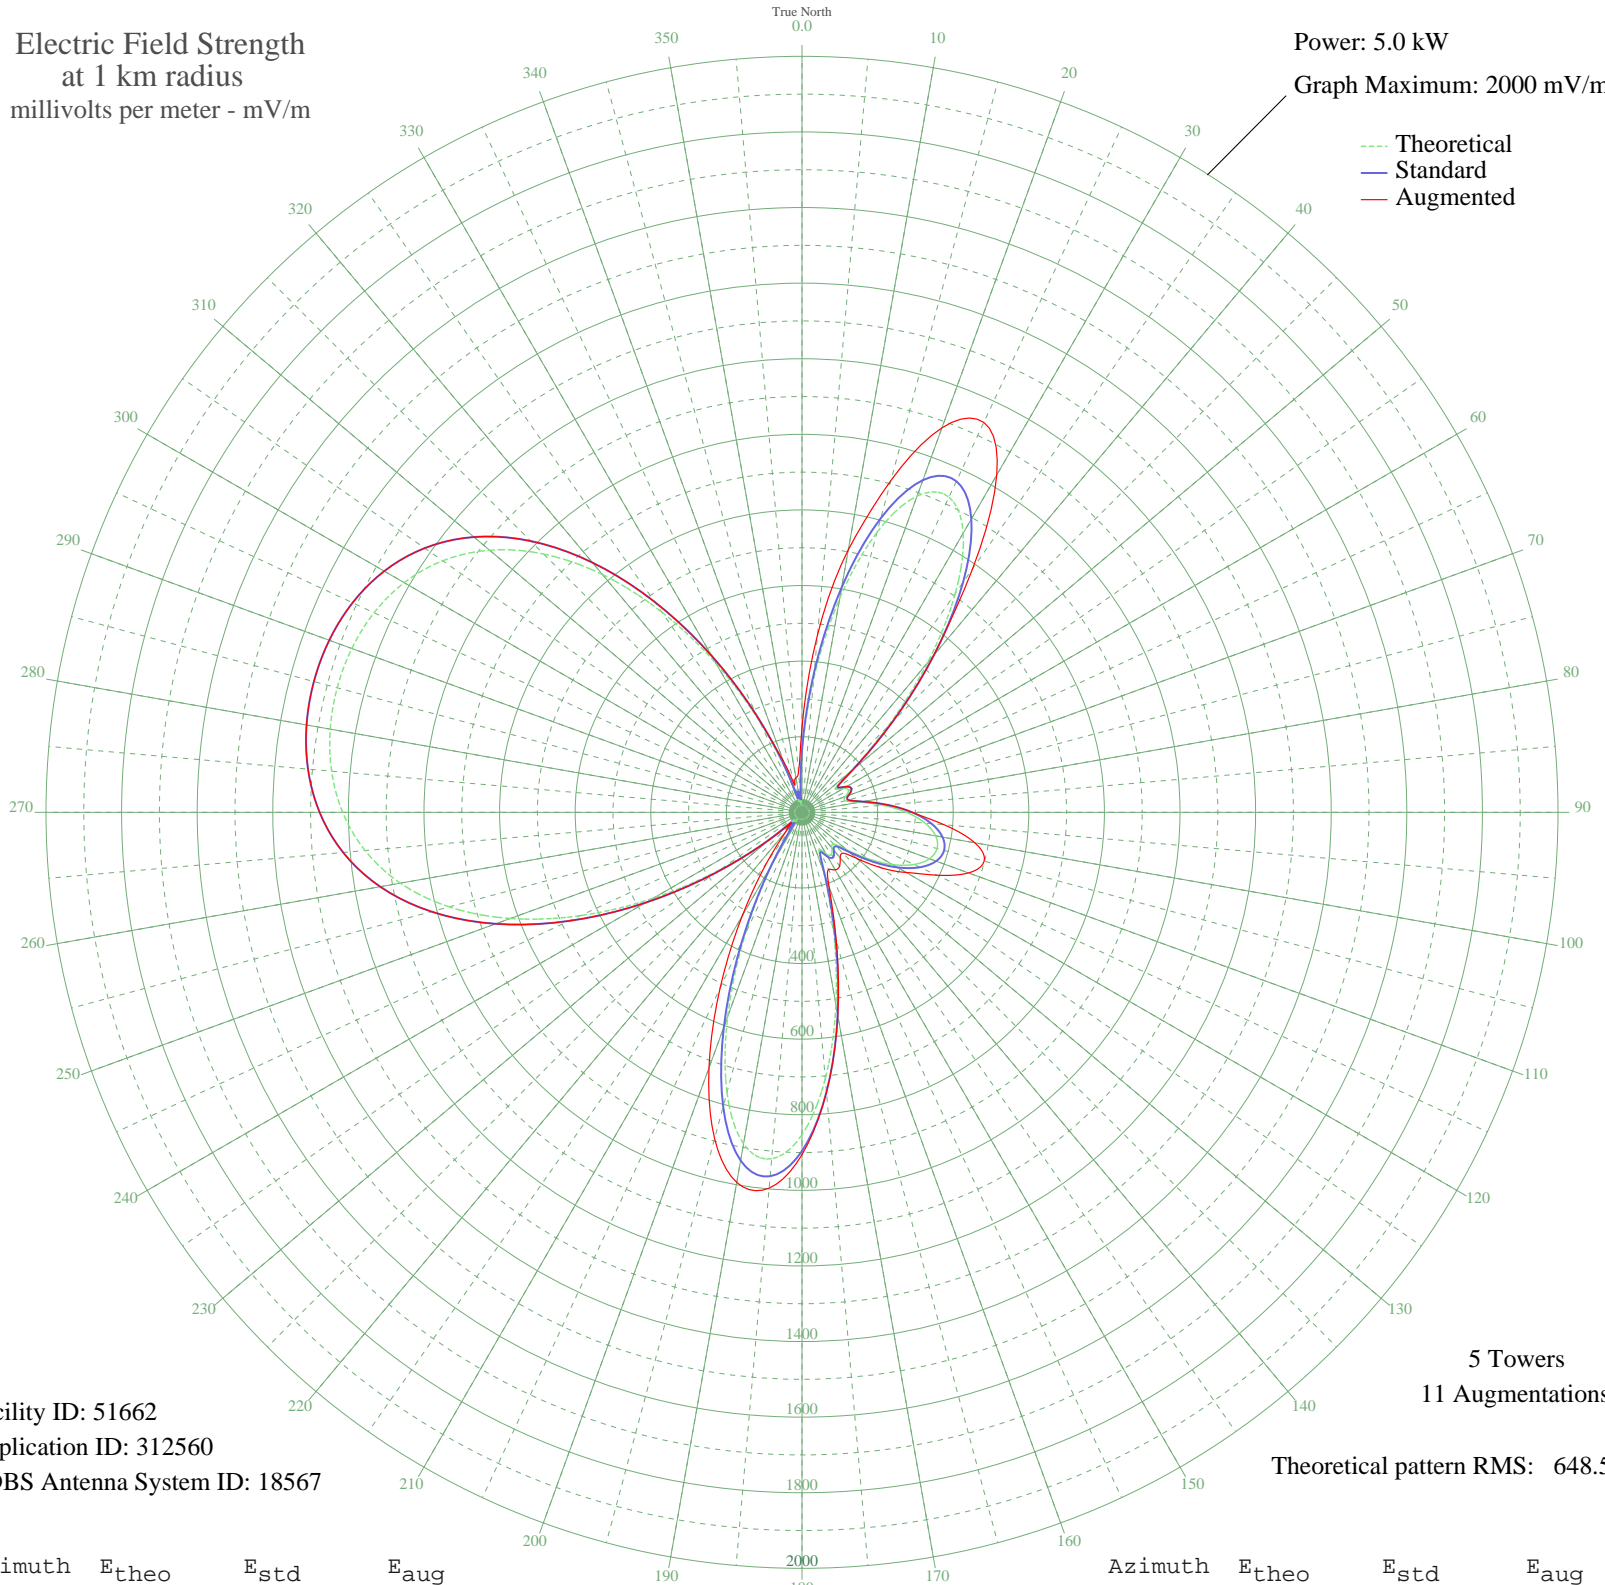 True North
0.0
Electric Field Strength
at 1 km radius
millivolts per meter - mV/m
Power: 5.0 kW
Graph Maximum: 2000 mV/m
Theoretical
Standard
Augmented
10
20
30
40
50
60
70
80
90
100
110
120
130
140
150
160
170
190
200
210
220
230
240
250
260
270
280
290
300
310
320
330
340
350
400
600
800
1000
1200
1400
1600
1800
2000
5 Towers
11 Augmentations
Theoretical pattern RMS: 648.5
cility ID: 51662
plication ID: 312560
DBS Antenna System ID: 18567
imuth Etheo Estd Eaug
Azimuth Etheo Estd Eaug